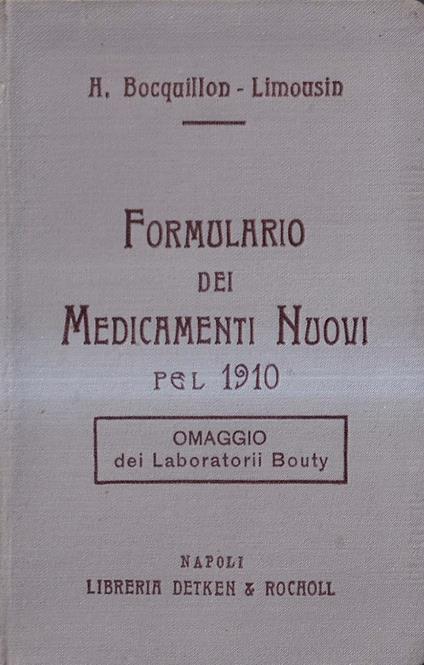 H. Bocquillon - Limousin
FORMULARIO
DEI
MEDICAMENTI NUOVI
PEL 1910
OMAGGIO
dei Laboratorii Bouty
NAPOLI
LIBRERIA DETKEN & ROCHOLL